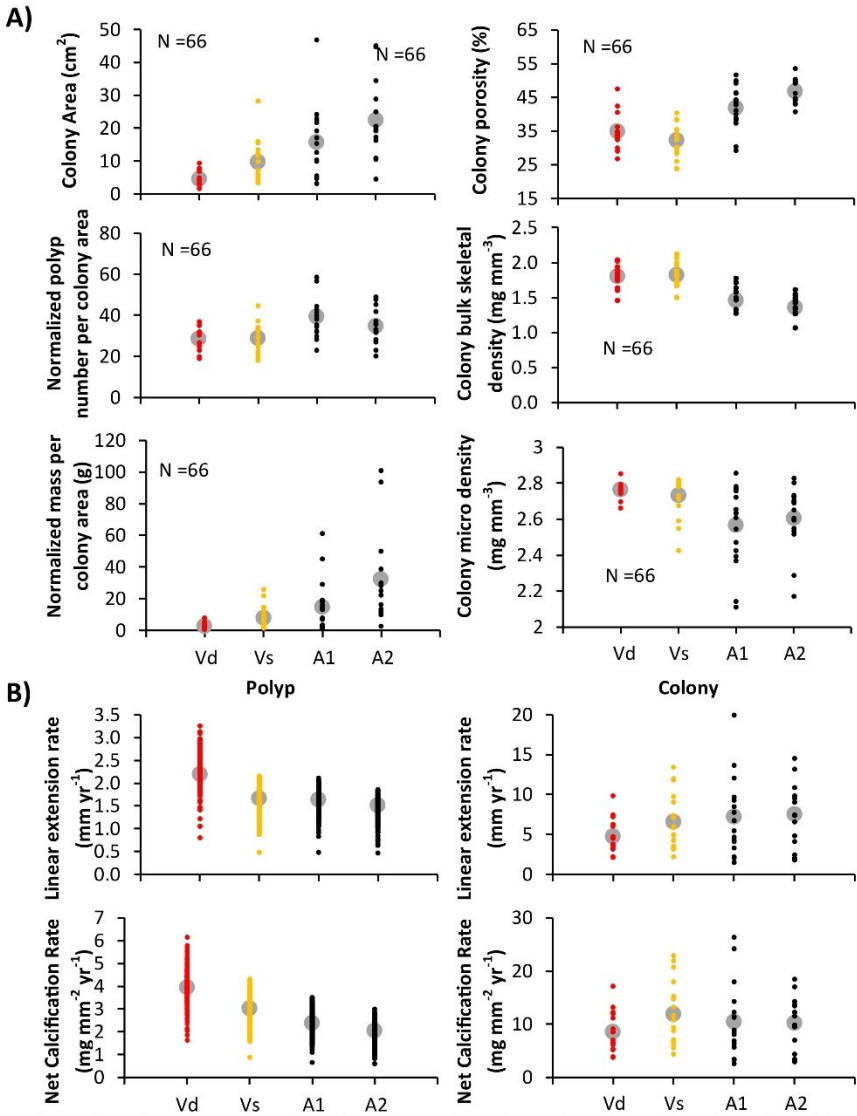 A)
Colony Area (cm²)
50
40
30
20
10
0
N =66
N =66
Colony porosity (%)
65
55
45
35
25
15
N =66
Normalized polyp
number per colony area
80
60
40
20
0
N =66
Colony bulk skeletal
density (mg mm⁻³)
2.5
2.0
1.5
1.0
0.5
0.0
N =66
Normalized mass per
colony area (g)
120
100
80
60
40
20
0
N =66
Vd Vs A1 A2
Colony micro density
(mg mm⁻³)
3
2.8
2.6
2.4
2.2
2
N =66
Vd Vs A1 A2
B)
Polyp
Colony
Linear extension rate
(mm yr⁻¹)
3.5
3.0
2.5
2.0
1.5
1.0
0.5
0.0
Linear extension rate
(mm yr⁻¹)
20
15
10
5
0
Net Calcification Rate
(mg mm⁻² yr⁻¹)
7
6
5
4
3
2
1
0
Vd Vs A1 A2
Net Calcification Rate
(mg mm⁻² yr⁻¹)
30
20
10
0
Vd Vs A1 A2